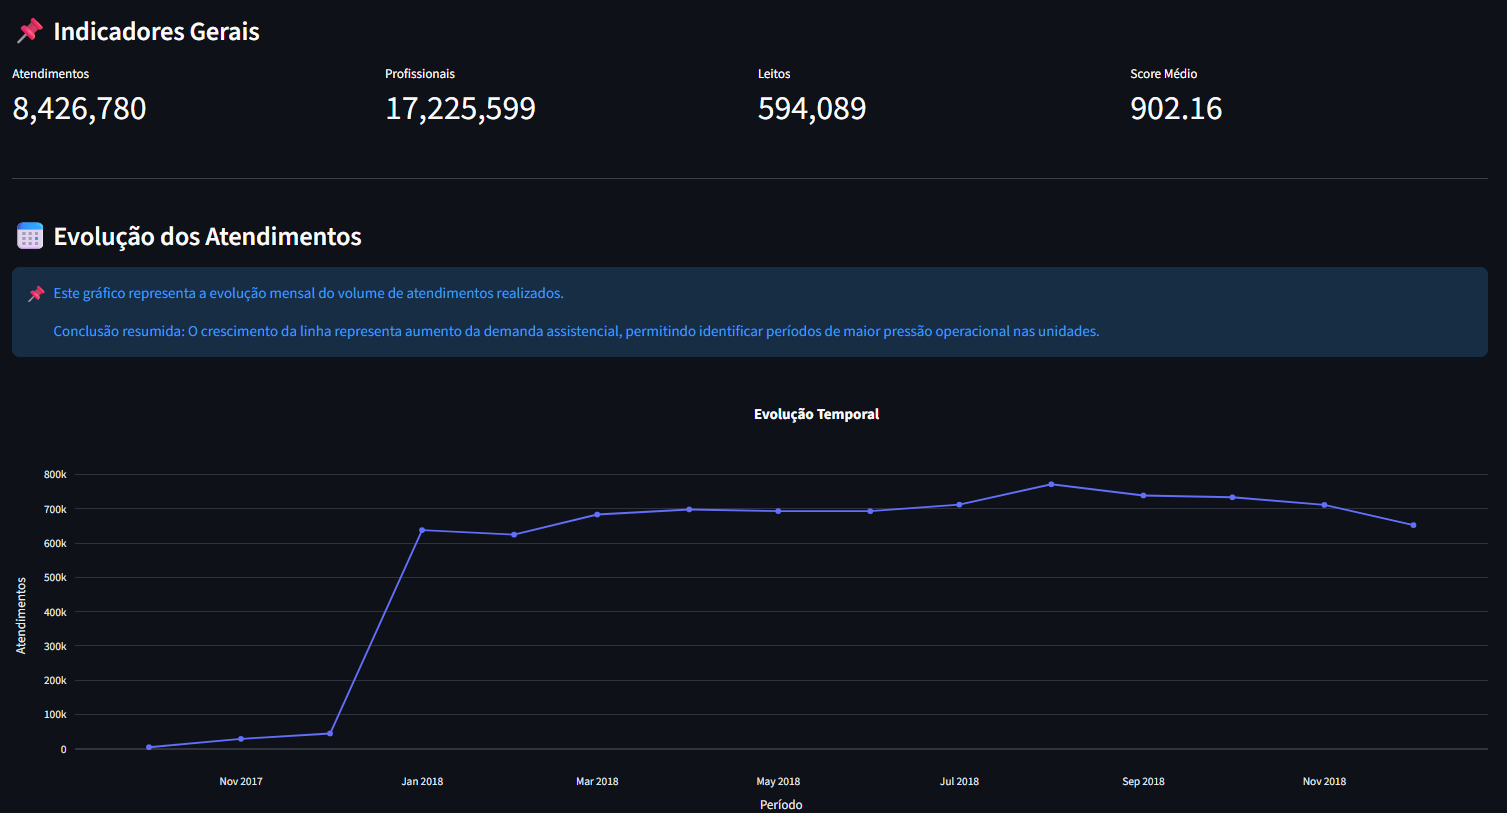 Indicadores Gerais
Atendimentos
8,426,780
Profissionais
17,225,599
Leitos
594,089
Score Médio
902.16
Evolução dos Atendimentos
Este gráfico representa a evolução mensal do volume de atendimentos realizados.
Conclusão resumida: O crescimento da linha representa aumento da demanda assistencial, permitindo identificar períodos de maior pressão operacional nas unidades.
Evolução Temporal
Atendimentos
800k
700k
600k
500k
400k
300k
200k
100k
0
Nov 2017
Jan 2018
Mar 2018
May 2018
Jul 2018
Sep 2018
Nov 2018
Período